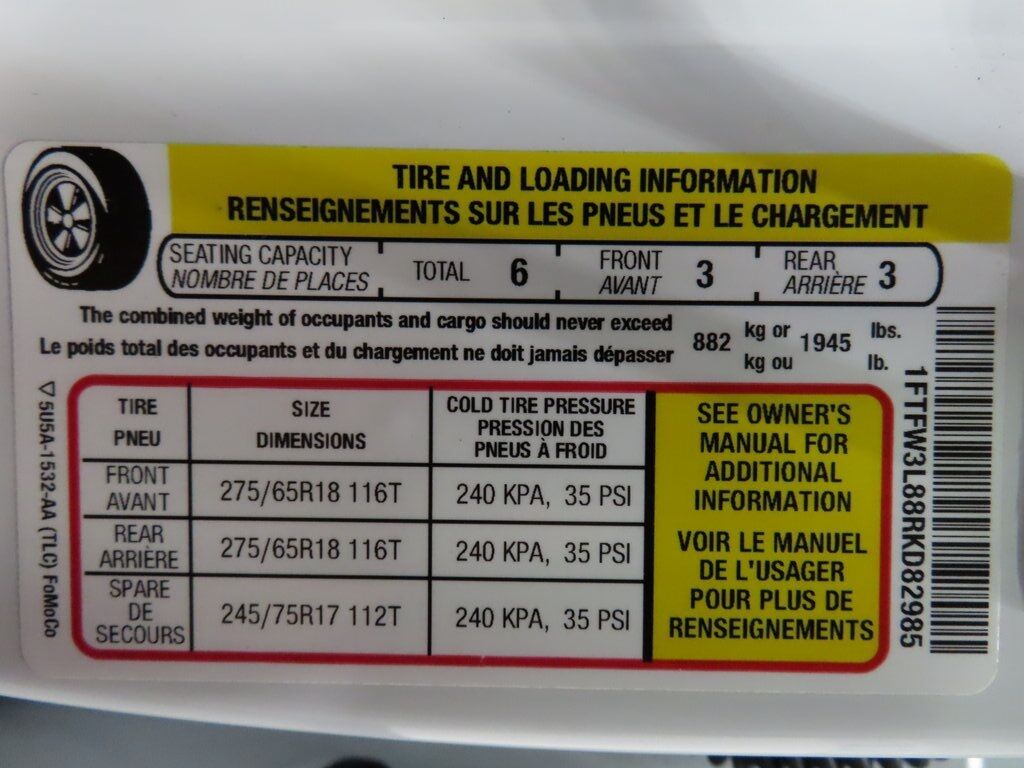 TIRE AND LOADING INFORMATION
RENSEIGNEMENTS SUR LES PNEUS ET LE CHARGEMENT
SEATING CAPACITY TOTAL 6 FRONT 3 REAR 3
NOMBRE DE PLACES AVANT ARRIÈRE
The combined weight of occupants and cargo should never exceed 882 kg or 1945 lbs.
Le poids total des occupants et du chargement ne doit jamais dépasser kg ou lb.
TIRE SIZE COLD TIRE PRESSURE
PNEU DIMENSIONS PRESSION DES
PNEUS À FROID
FRONT
AVANT 275/65R18 116T 240 KPA, 35 PSI
REAR
ARRIÈRE 275/65R18 116T 240 KPA, 35 PSI
SPARE
DE
SECOURS 245/75R17 112T 240 KPA, 35 PSI
SEE OWNER'S
MANUAL FOR
ADDITIONAL
INFORMATION
VOIR LE MANUEL
DE L'USAGER
POUR PLUS DE
RENSEIGNEMENTS
5U5A-1532-AA (TLC) FoMoCo
1FTFW3L88RKD82985